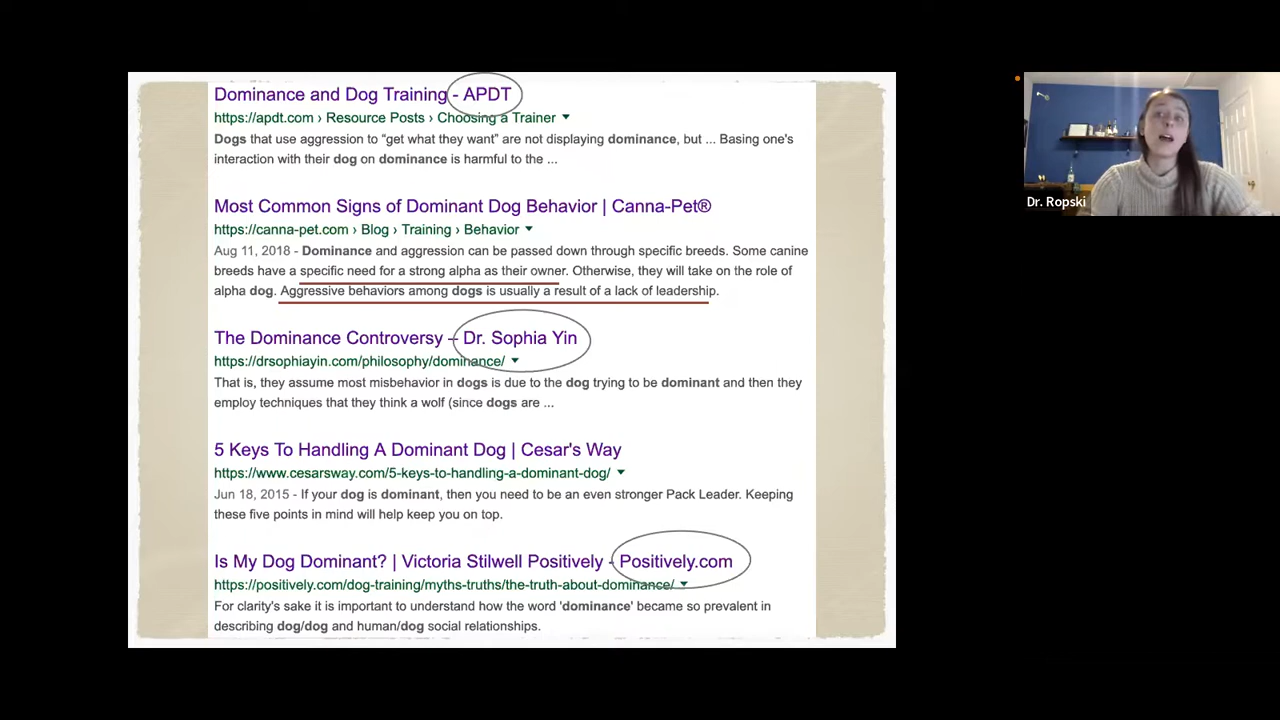 Dominance and Dog Training - APDT
https://apdt.com › Resource Posts › Choosing a Trainer
Dogs that use aggression to “get what they want” are not displaying dominance, but ... Basing one's
interaction with their dog on dominance is harmful to the ...
Most Common Signs of Dominant Dog Behavior | Canna-Pet®
https://canna-pet.com › Blog › Training › Behavior
Aug 11, 2018 - Dominance and aggression can be passed down through specific breeds. Some canine
breeds have a specific need for a strong alpha as their owner. Otherwise, they will take on the role of
alpha dog. Aggressive behaviors among dogs is usually a result of a lack of leadership.
The Dominance Controversy – Dr. Sophia Yin
https://drsophiayin.com/philosophy/dominance/
That is, they assume most misbehavior in dogs is due to the dog trying to be dominant and then they
employ techniques that they think a wolf (since dogs are ...
5 Keys To Handling A Dominant Dog | Cesar's Way
https://www.cesarsway.com/5-keys-to-handling-a-dominant-dog/
Jun 18, 2015 - If your dog is dominant, then you need to be an even stronger Pack Leader. Keeping
these five points in mind will help keep you on top.
Is My Dog Dominant? | Victoria Stilwell Positively - Positively.com
https://positively.com/dog-training/myths-truths/the-truth-about-dominance/
For clarity's sake it is important to understand how the word 'dominance' became so prevalent in
describing dog/dog and human/dog social relationships.
Dr. Ropski